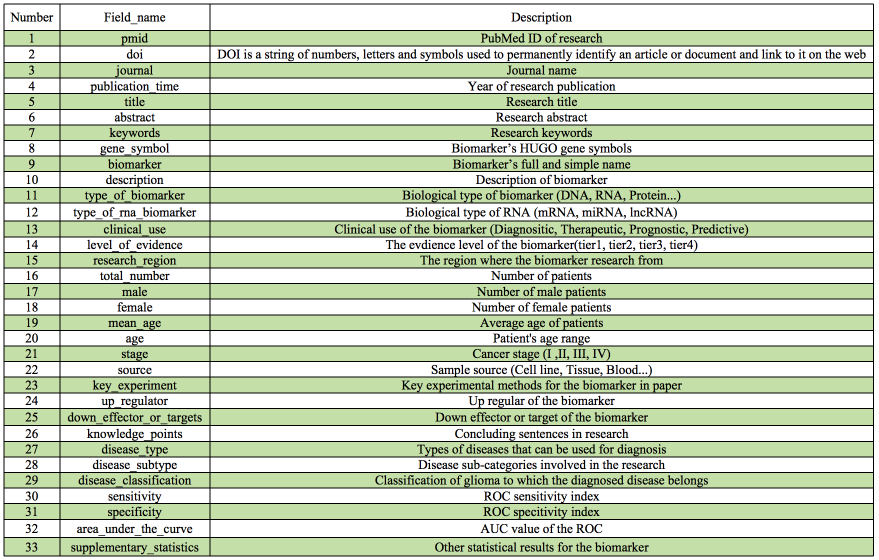 Number Field_name Description
1 pmid PubMed ID of research
2 doi DOI is a string of numbers, letters and symbols used to permanently identify an article or document and link to it on the web
3 journal Journal name
4 publication_time Year of research publication
5 title Research title
6 abstract Research abstract
7 keywords Research keywords
8 gene_symbol Biomarker’s HUGO gene symbols
9 biomarker Biomarker’s full and simple name
10 description Description of biomarker
11 type_of_biomarker Biological type of biomarker (DNA, RNA, Protein...)
12 type_of_rna_biomarker Biological type of RNA (mRNA, miRNA, lncRNA)
13 clinical_use Clinical use of the biomarker (Diagnositic, Therapeutic, Prognostic, Predictive)
14 level_of_evidence The evdience level of the biomarker(tier1, tier2, tier3, tier4)
15 research_region The region where the biomarker research from
16 total_number Number of patients
17 male Number of male patients
18 female Number of female patients
19 mean_age Average age of patients
20 age Patient's age range
21 stage Cancer stage (I ,II, III, IV)
22 source Sample source (Cell line, Tissue, Blood...)
23 key_experiment Key experimental methods for the biomarker in paper
24 up_regulator Up regular of the biomarker
25 down_effector_or_targets Down effector or target of the biomarker
26 knowledge_points Concluding sentences in research
27 disease_type Types of diseases that can be used for diagnosis
28 disease_subtype Disease sub-categories involved in the research
29 disease_classification Classification of glioma to which the diagnosed disease belongs
30 sensitivity ROC sensitivity index
31 specificity ROC specitivity index
32 area_under_the_curve AUC value of the ROC
33 supplementary_statistics Other statistical results for the biomarker